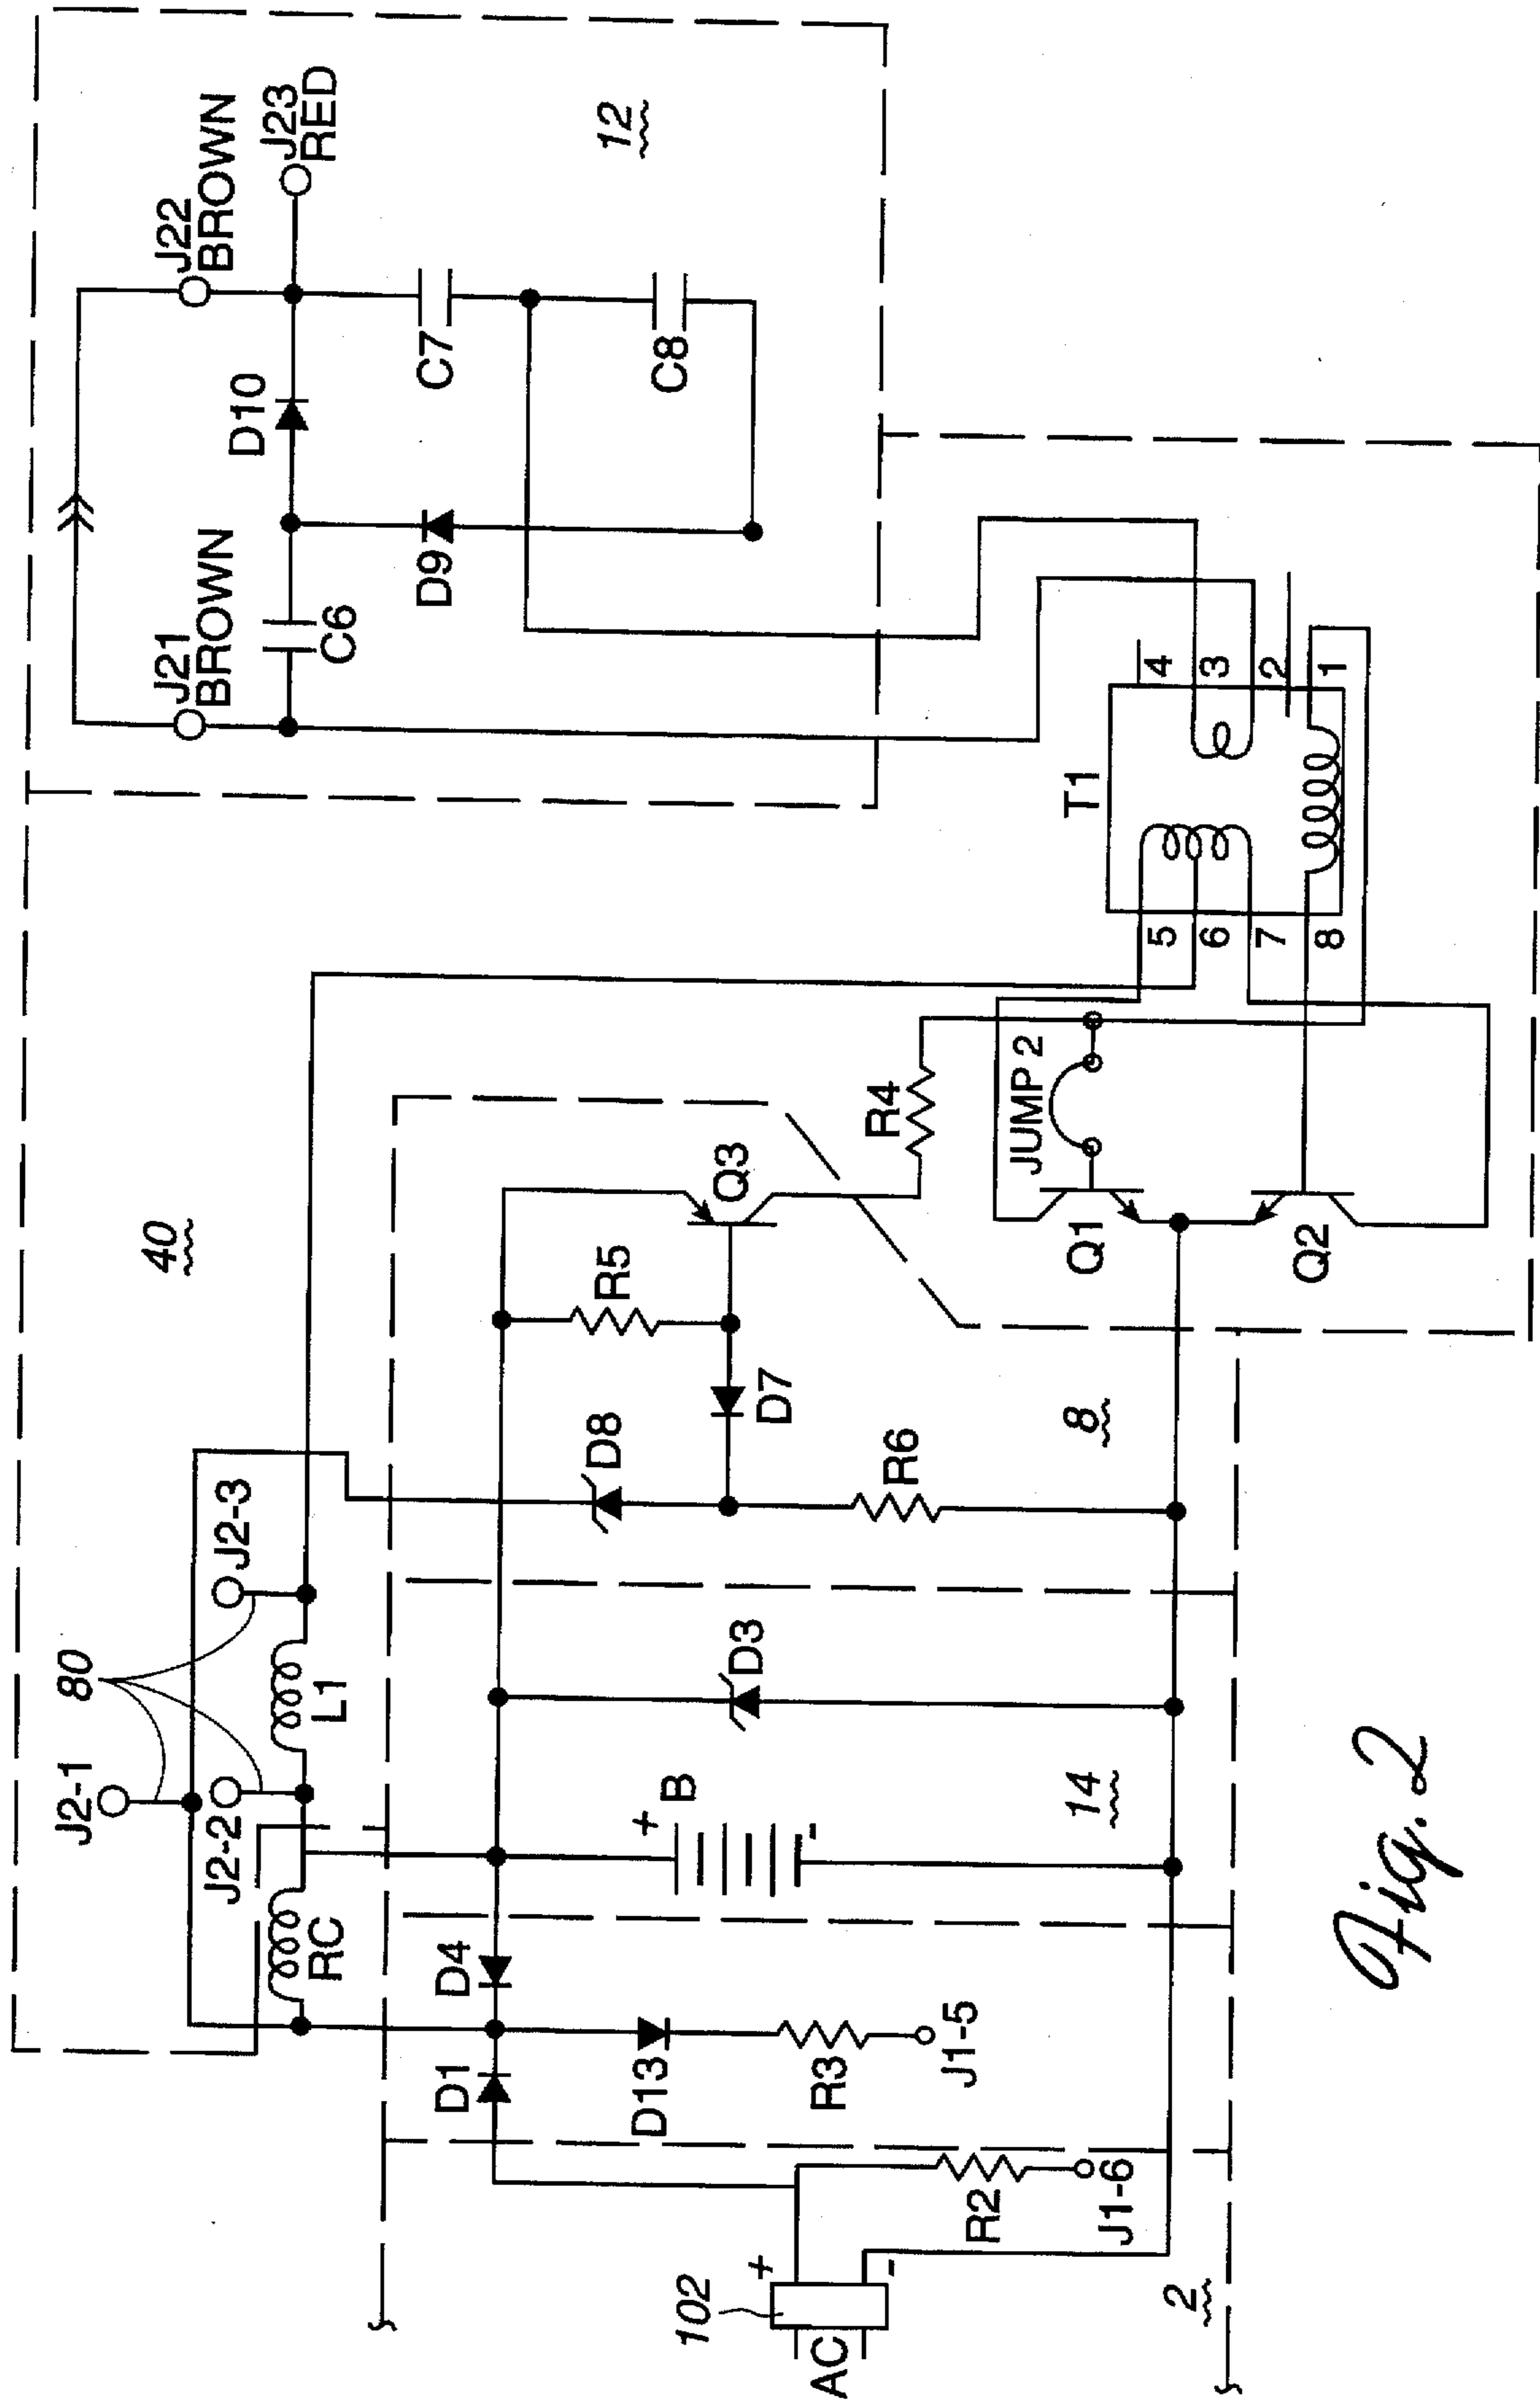 J21
BROWN
J22
BROWN
J23
RED
D10
C6
C7
D9
C8
12
40
80
J2-1
J2-2
J2-3
RC
L1
D8
R5
Q3
D7
R6
8
R4
JUMP 2
Q1
Q2
T1
5
6
7
8
4
3
2
1
D1
D4
D13
R3
J1-5
+
B
-
D3
14
102
AC
+
-
R2
J1-6
2
Fig. 2